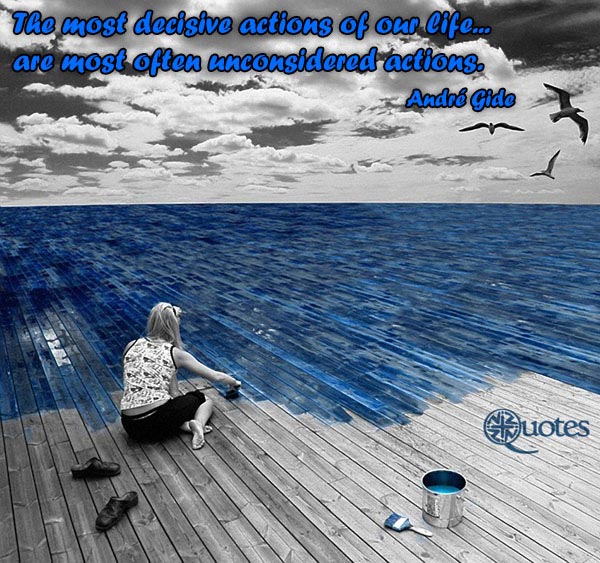 The most decisive actions of our life...
are most often unconsidered actions.
André Gide
Quotes